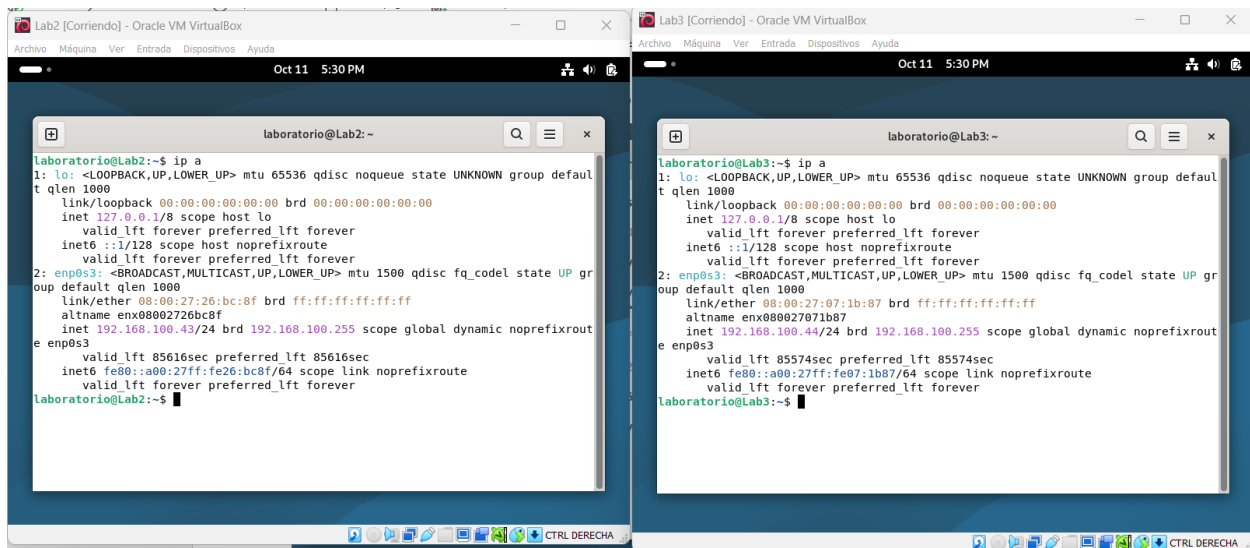 Lab2 [Corriendo] - Oracle VM VirtualBox
Archivo Máquina Ver Entrada Dispositivos Ayuda
Oct 11 5:30 PM
laboratorio@Lab2: ~
laboratorio@Lab2:~$ ip a
1: lo: <LOOPBACK,UP,LOWER_UP> mtu 65536 qdisc noqueue state UNKNOWN group defaul
t qlen 1000
link/loopback 00:00:00:00:00:00 brd 00:00:00:00:00:00
inet 127.0.0.1/8 scope host lo
valid_lft forever preferred_lft forever
inet6 ::1/128 scope host noprefixroute
valid_lft forever preferred_lft forever
2: enp0s3: <BROADCAST,MULTICAST,UP,LOWER_UP> mtu 1500 qdisc fq_codel state UP gr
oup default qlen 1000
link/ether 08:00:27:26:bc:8f brd ff:ff:ff:ff:ff:ff
altname enx08002726bc8f
inet 192.168.100.43/24 brd 192.168.100.255 scope global dynamic noprefixrout
e enp0s3
valid_lft 85616sec preferred_lft 85616sec
inet6 fe80::a00:27ff:fe26:bc8f/64 scope link noprefixroute
valid_lft forever preferred_lft forever
laboratorio@Lab2:~$
CTRL DERECHA
Lab3 [Corriendo] - Oracle VM VirtualBox
Archivo Máquina Ver Entrada Dispositivos Ayuda
Oct 11 5:30 PM
laboratorio@Lab3: ~
laboratorio@Lab3:~$ ip a
1: lo: <LOOPBACK,UP,LOWER_UP> mtu 65536 qdisc noqueue state UNKNOWN group defaul
t qlen 1000
link/loopback 00:00:00:00:00:00 brd 00:00:00:00:00:00
inet 127.0.0.1/8 scope host lo
valid_lft forever preferred_lft forever
inet6 ::1/128 scope host noprefixroute
valid_lft forever preferred_lft forever
2: enp0s3: <BROADCAST,MULTICAST,UP,LOWER_UP> mtu 1500 qdisc fq_codel state UP gr
oup default qlen 1000
link/ether 08:00:27:07:1b:87 brd ff:ff:ff:ff:ff:ff
altname enx080027071b87
inet 192.168.100.44/24 brd 192.168.100.255 scope global dynamic noprefixrout
e enp0s3
valid_lft 85574sec preferred_lft 85574sec
inet6 fe80::a00:27ff:fe07:1b87/64 scope link noprefixroute
valid_lft forever preferred_lft forever
laboratorio@Lab3:~$
CTRL DERECHA